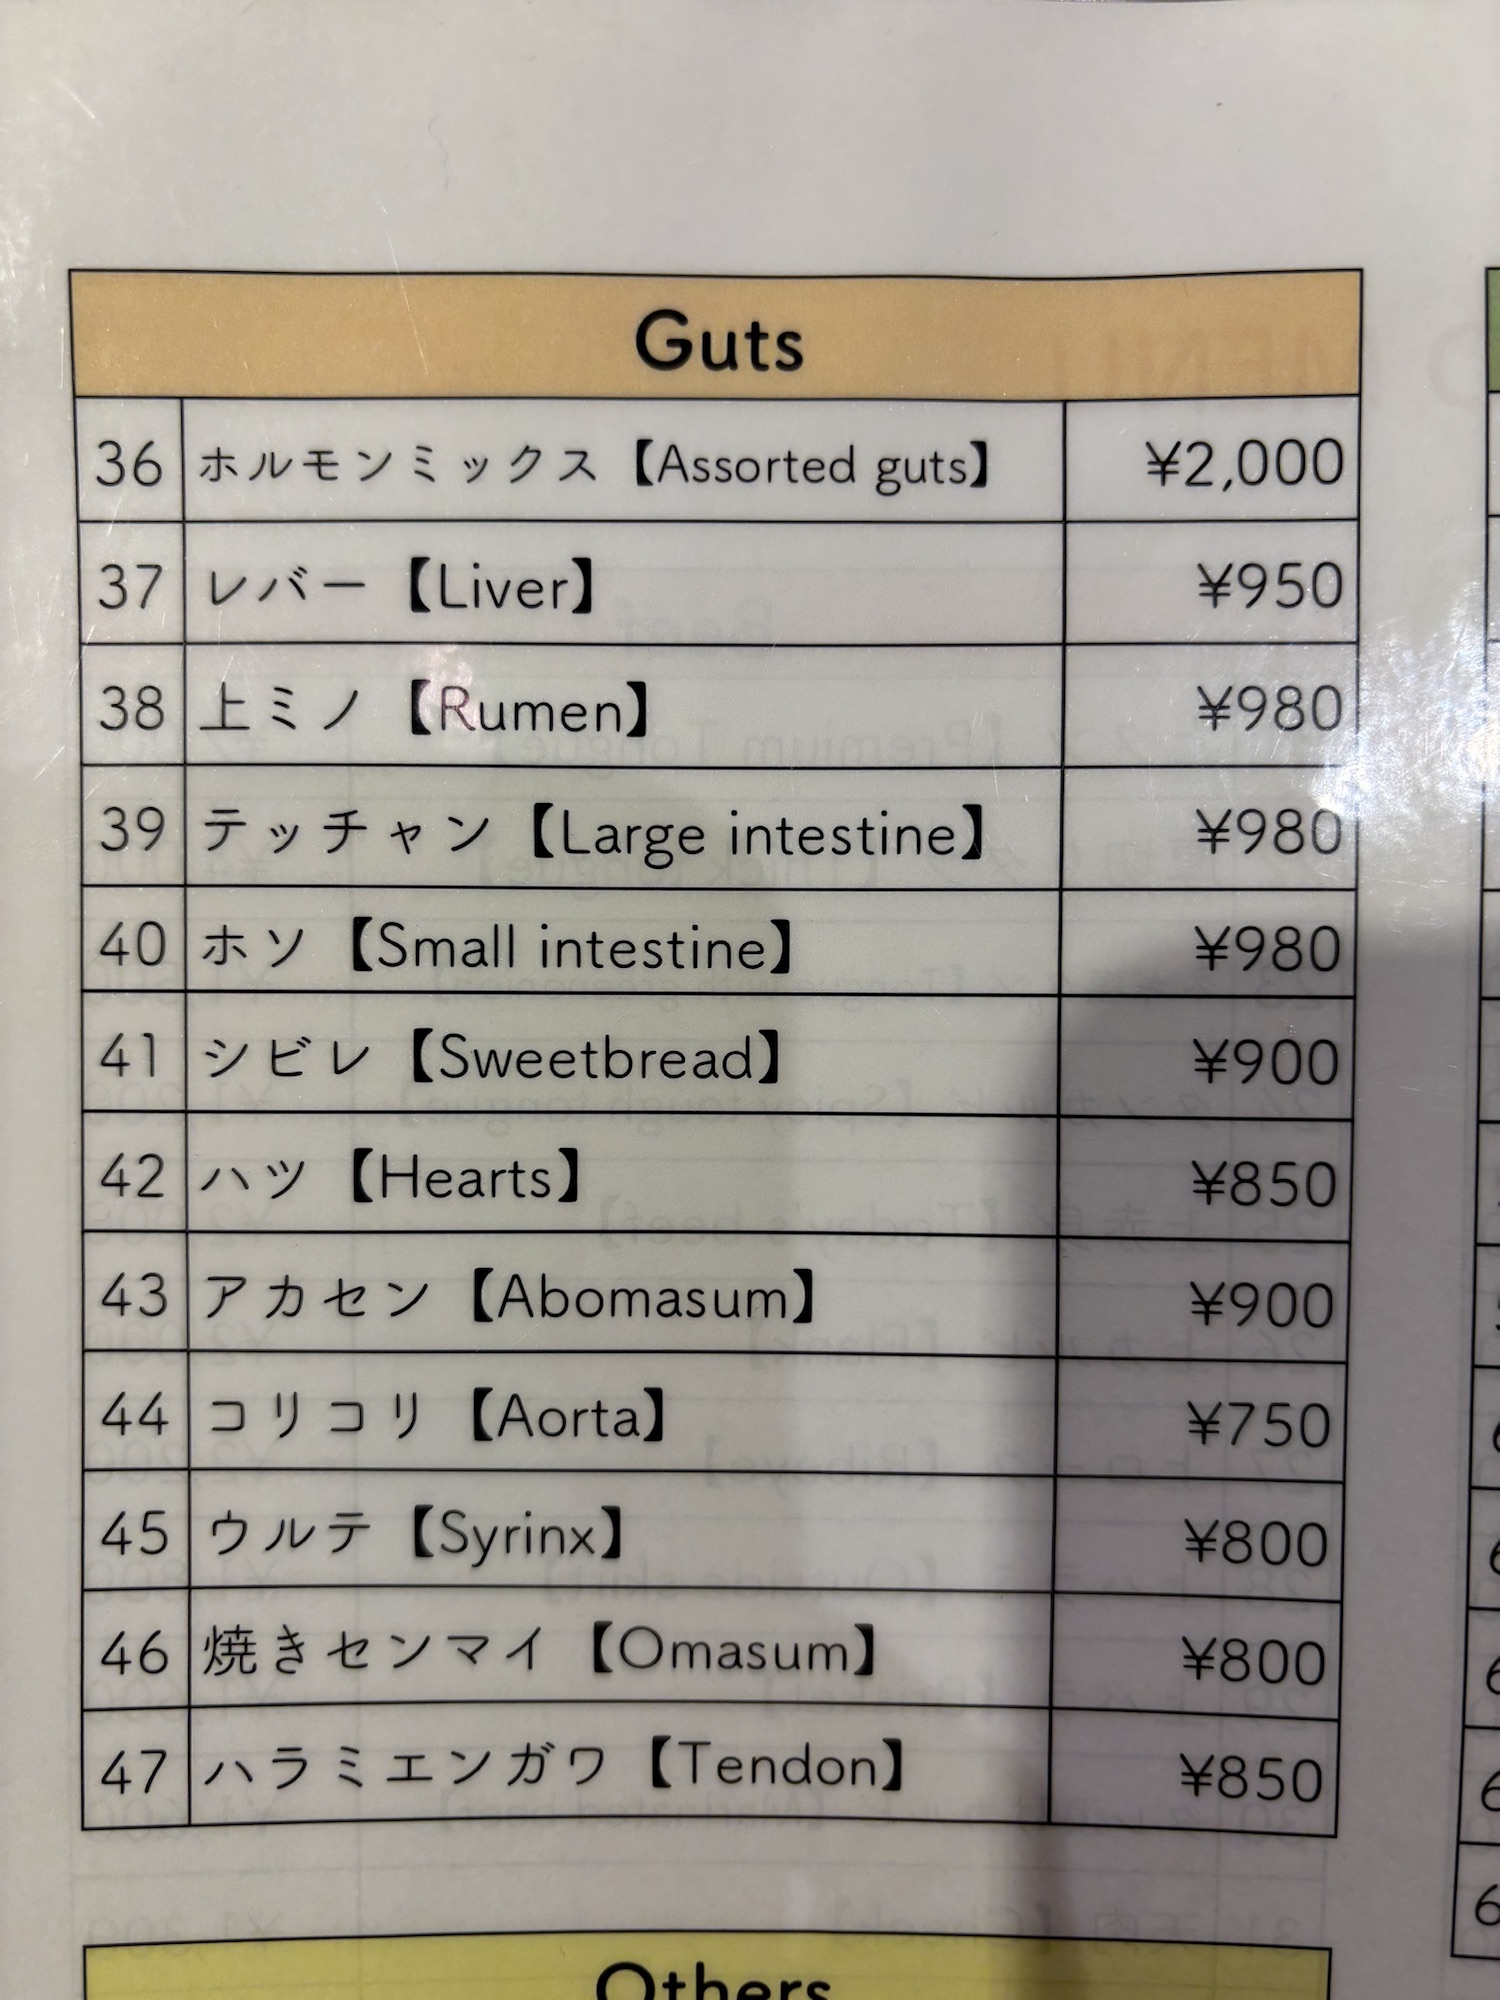 Guts
36 ホルモンミックス【Assorted guts】 ¥2,000
37 レバー【Liver】 ¥950
38 上ミノ【Rumen】 ¥980
39 テッチャン【Large intestine】 ¥980
40 ホソ【Small intestine】 ¥980
41 シビレ【Sweetbread】 ¥900
42 ハツ【Hearts】 ¥850
43 アカセン【Abomasum】 ¥900
44 コリコリ【Aorta】 ¥750
45 ウルテ【Syrinx】 ¥800
46 焼きセンマイ【Omasum】 ¥800
47 ハラミエンガワ【Tendon】 ¥850
Others